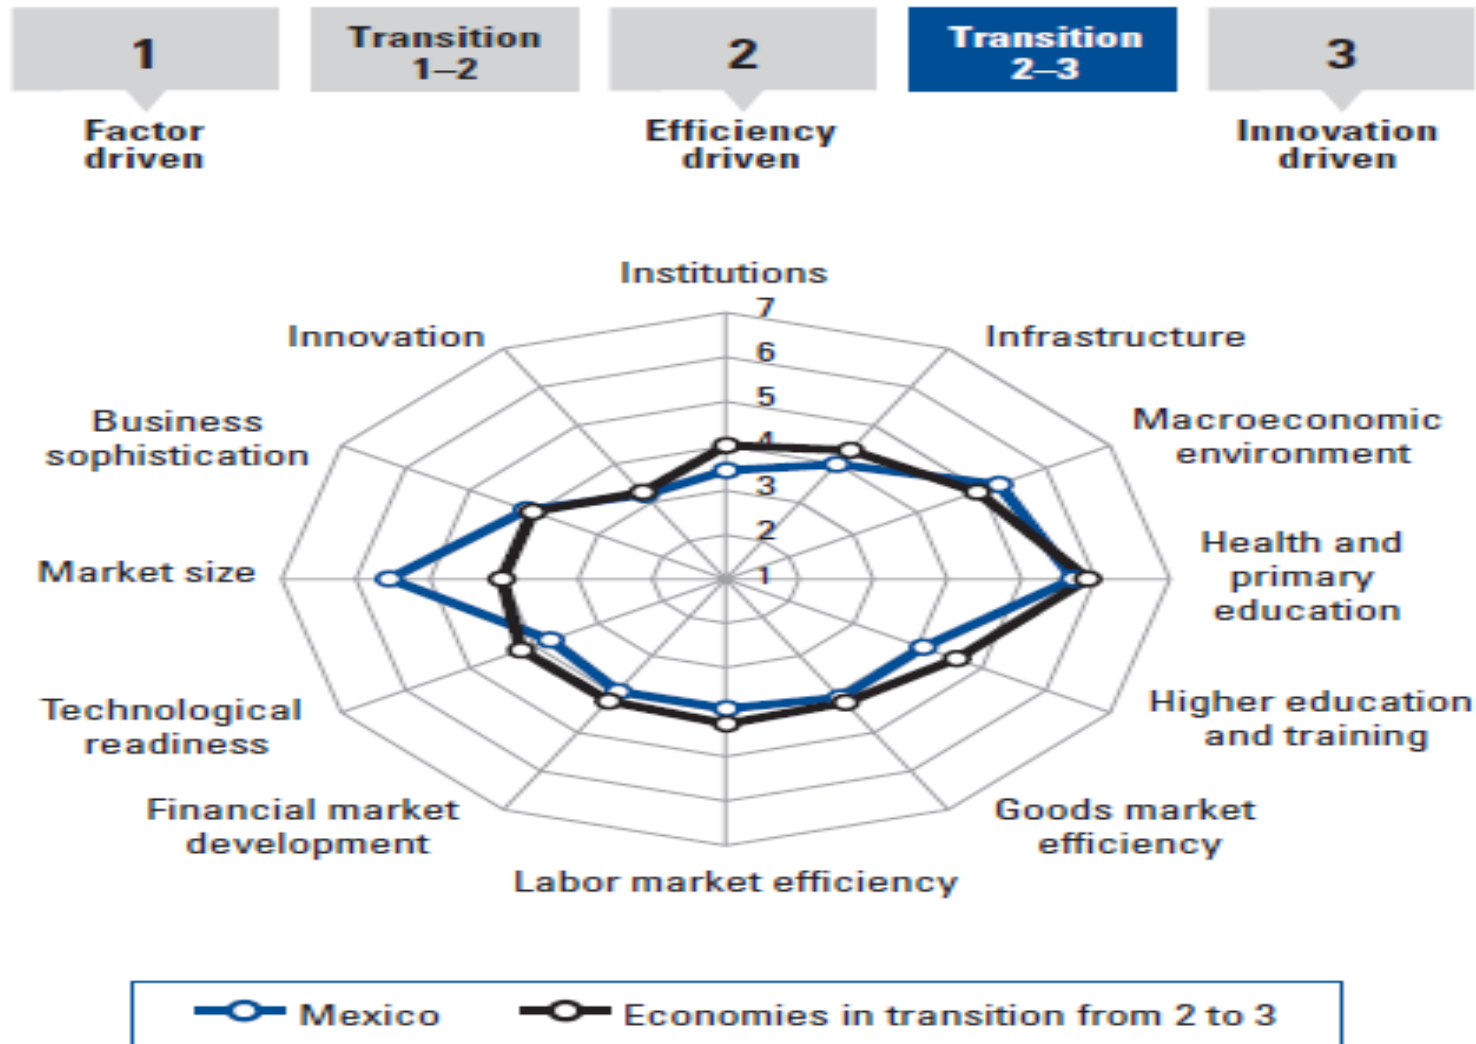 1
Transition
1–2
2
Transition
2–3
3
Factor
driven
Efficiency
driven
Innovation
driven
Institutions
7
6
5
4
3
2
1
Infrastructure
Macroeconomic
environment
Health and
primary
education
Higher education
and training
Goods market
efficiency
Labor market efficiency
Financial market
development
Technological
readiness
Market size
Business
sophistication
Innovation
Mexico
Economies in transition from 2 to 3